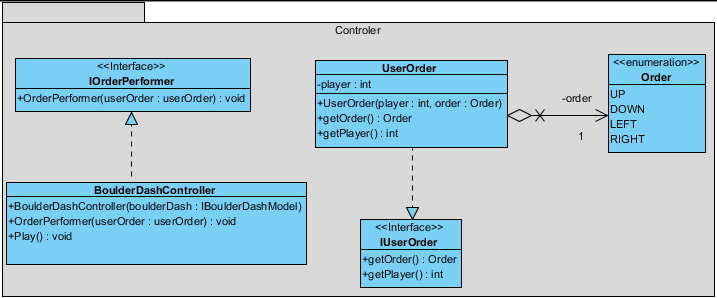 Controler
<<Interface>>
IOrderPerformer
+OrderPerformer(userOrder : userOrder) : void
BoulderDashController
+BoulderDashController(boulderDash : IBoulderDashModel)
+OrderPerformer(userOrder : userOrder) : void
+Play() : void
UserOrder
-player : int
+UserOrder(player : int, order : Order)
+getOrder() : Order
+getPlayer() : int
-order
1
<<enumeration>>
Order
UP
DOWN
LEFT
RIGHT
<<Interface>>
IUserOrder
+getOrder() : Order
+getPlayer() : int